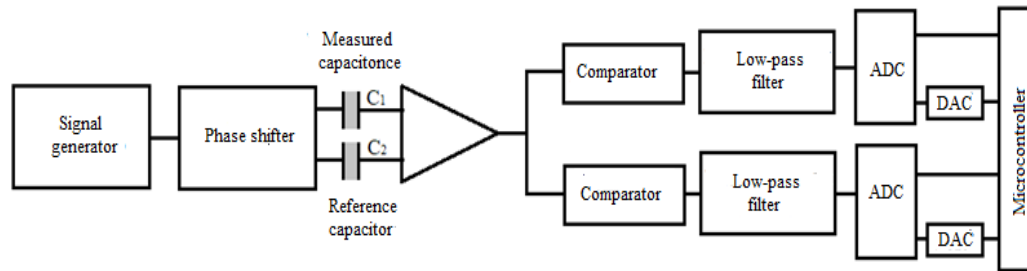 Signal
generator
Phase shifter
Measured
capacitonce
C1
C2
Reference
capacitor
Comparator
Low-pass
filter
ADC
DAC
Comparator
Low-pass
filter
ADC
DAC
Microcontroller